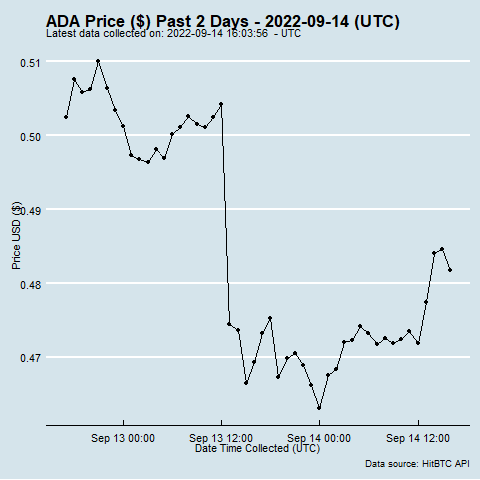 ADA Price ($) Past 2 Days - 2022-09-14 (UTC)
Latest data collected on: 2022-09-14 16:03:56 - UTC
0.51
0.50
0.49
0.48
0.47
Price USD ($)
Sep 13 00:00 Sep 13 12:00 Sep 14 00:00 Sep 14 12:00
Date Time Collected (UTC)
Data source: HitBTC API